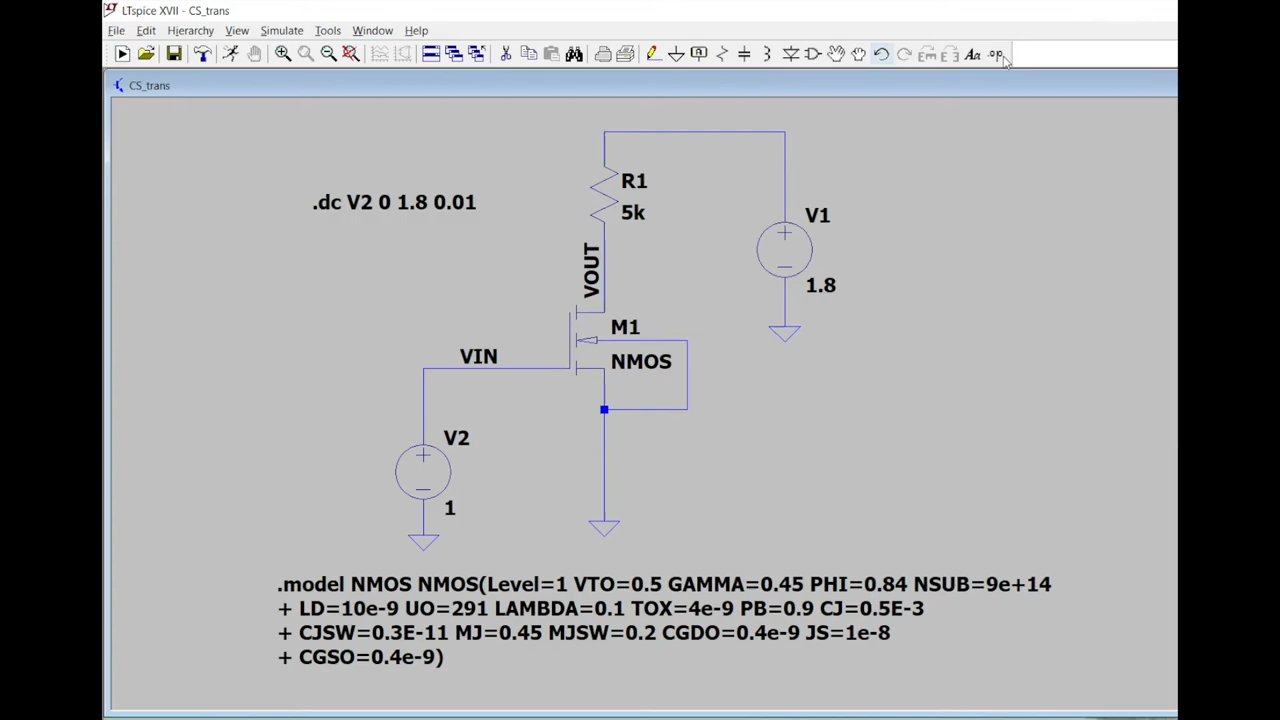 LTspice XVII - CS_trans
File Edit Hierarchy View Simulate Tools Window Help
Aa .op
CS_trans
.dc V2 0 1.8 0.01
R1
5k
V1
1.8
VOUT
M1
NMOS
VIN
V2
1
.model NMOS NMOS(Level=1 VTO=0.5 GAMMA=0.45 PHI=0.84 NSUB=9e+14
+ LD=10e-9 UO=291 LAMBDA=0.1 TOX=4e-9 PB=0.9 CJ=0.5E-3
+ CJSW=0.3E-11 MJ=0.45 MJSW=0.2 CGDO=0.4e-9 JS=1e-8
+ CGSO=0.4e-9)